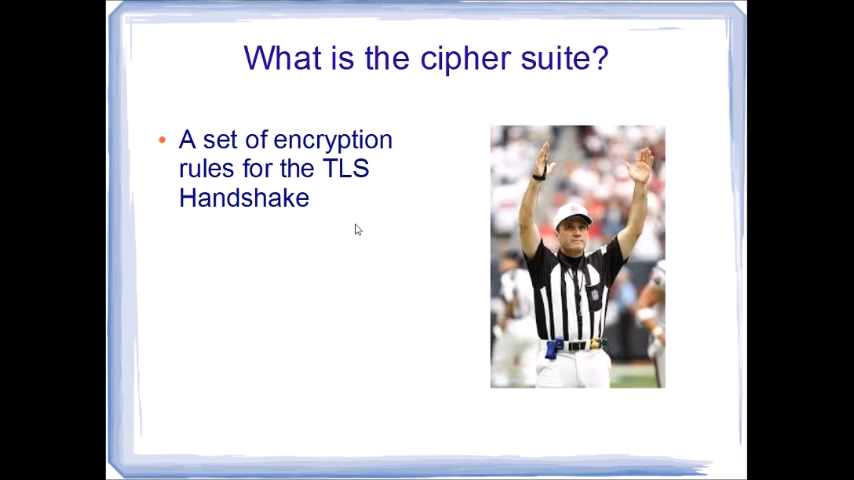 What is the cipher suite?
• A set of encryption
rules for the TLS
Handshake